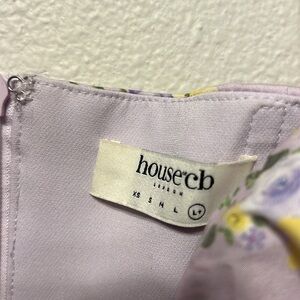 house of cb
LONDON
XS S M L L+